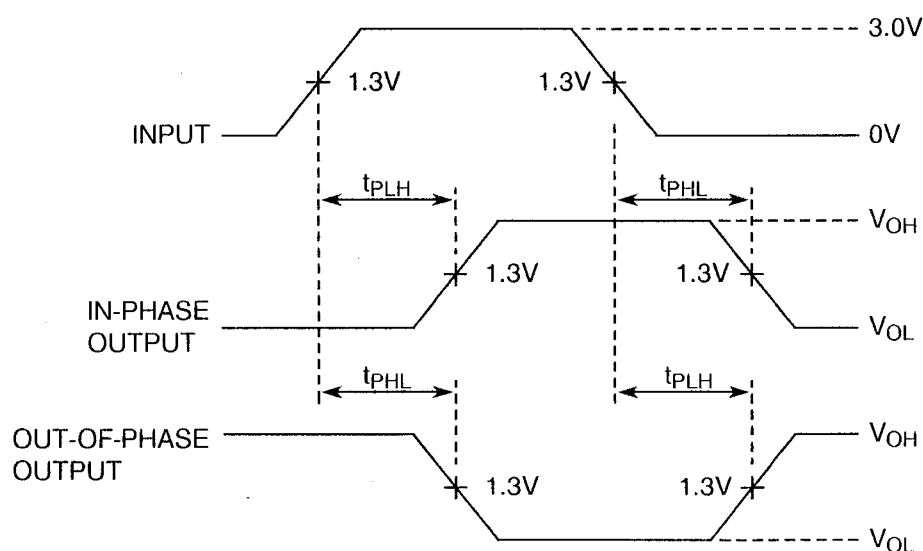 3.0V
1.3V 1.3V
INPUT 0V
tPLH tPHL
VOH
1.3V 1.3V
IN-PHASE
OUTPUT VOL
tPHL tPLH
OUT-OF-PHASE VOH
OUTPUT
1.3V 1.3V
VOL